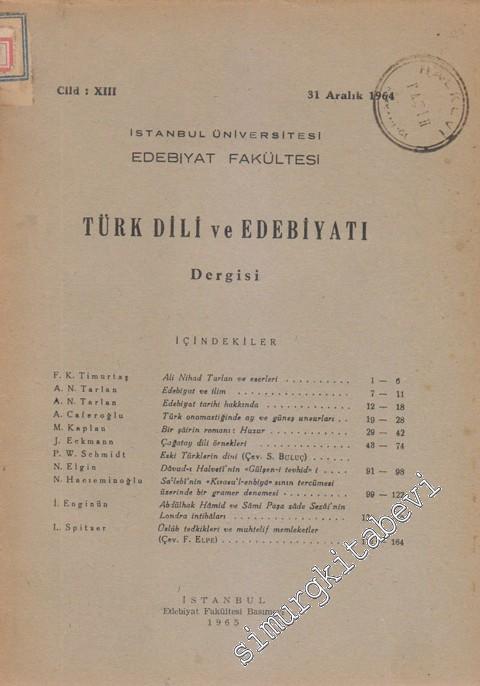 Cild : XIII 31 Aralık 1964
İSTANBUL ÜNİVERSİTESİ
EDEBİYAT FAKÜLTESİ
TÜRK DİLİ ve EDEBİYATI
Dergisi
İÇİNDEKİLER
F. K. Timurtaş Ali Nihad Tarlan ve eserleri . . . . . . . . . . 1 — 6
A. N. Tarlan Edebiyat ve ilim . . . . . . . . . . 7 — 11
A. N. Tarlan Edebiyat tarihi hakkında . . . . . . . . . . 12 — 18
A. Caferoğlu Türk onomastiğinde ay ve güneş unsurları . . 19 — 28
M. Kaplan Bir şâirin romanı : Huzur . . . . . . . . . . 29 — 42
J. Eckmann Çağatay dili örnekleri . . . . . . . . . . 43 — 74
P. W. Schmidt Eski Türklerin dini (Çev. S. BULUÇ) . . . .
N. Elgin Dâvud-ı Halvetî'nin «Gülşen-i tevhid» i . . . . 91 — 98
N. Hacıeminoğlu Sa'lebî'nin «Kısasu'l-enbiyâ» sının tercümesi
üzerinde bir gramer denemesi . . . . . . . 99 — 122
İ. Enginün Abdülhak Hâmid ve Sâmi Paşa zâde Sezâî'nin
Londra intibâları . . . . . . . . . .
L. Spitzer Üslûb tedkikleri ve muhtelif memleketler
(Çev. F. ELPE) . . . . . . . . . . 164
İSTANBUL
Edebiyat Fakültesi Basımevi
1965
simurgkitabevi.com